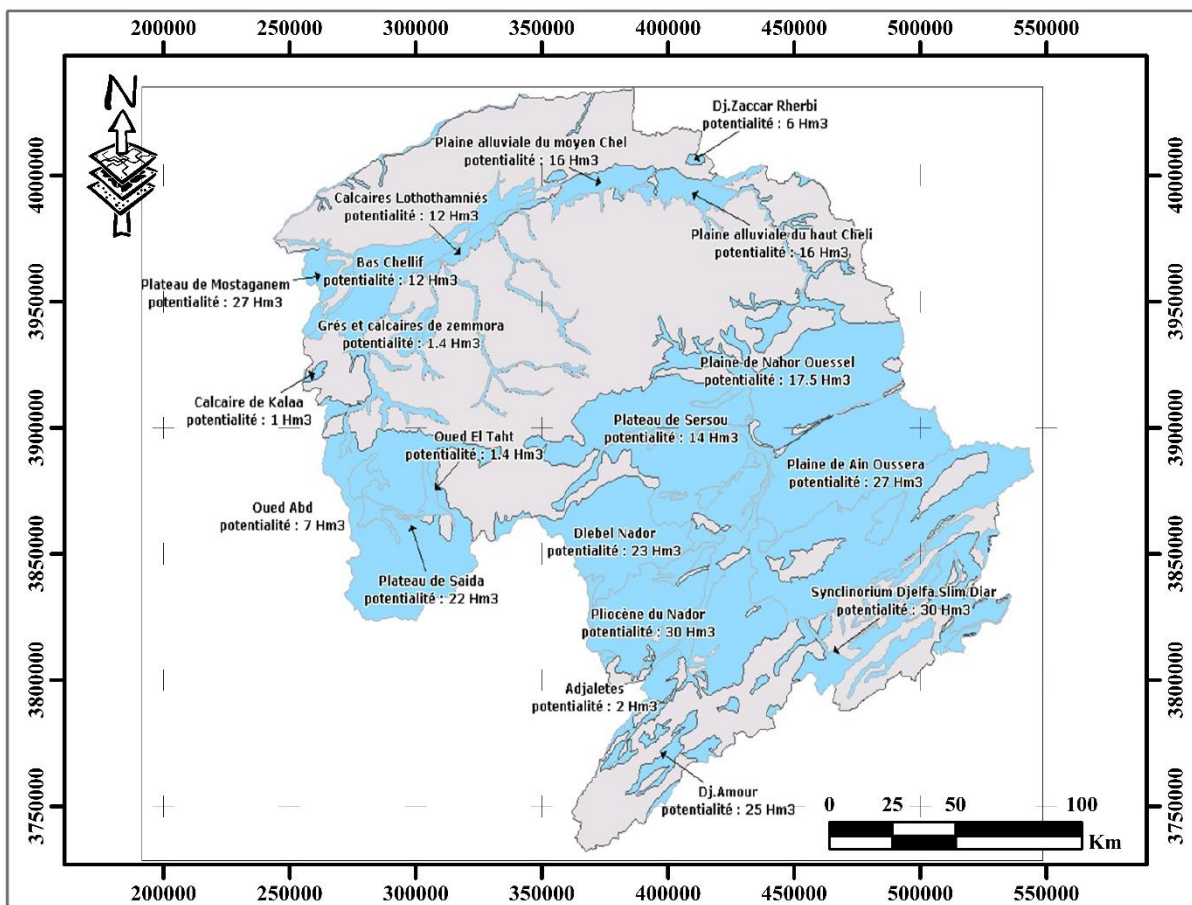 200000 250000 300000 350000 400000 450000 500000 550000
N
Dj.Zaccar Rherbi
potentialité : 6 Hm3
Plaine alluviale du moyen Chel
potentialité :
16 Hm3
4000000
4000000
Calcaires Lothothamniés
potentialité :
12 Hm3
Plaine alluviale du haut Cheli
potentialité :
16 Hm3
Bas Chellif
potentialité :
12 Hm3
Plateau de Mostaganem
potentialité :
27 Hm3
3950000
3950000
Grés et calcaires de zemmora
potentialité :
1.4 Hm3
Plaine de Nahor Ouessel
potentialité :
17.5 Hm3
Calcaire de Kalaa
potentialité :
1 Hm3
3900000
3900000
Plateau de Sersou
potentialité :
14 Hm3
Oued El Taht
potentialité :
1.4 Hm3
Plaine de Ain Oussera
potentialité :
27 Hm3
Oued Abd
potentialité : 7 Hm3
Djebel Nador
potentialité :
23 Hm3
3850000
3850000
Plateau de Saida
potentialité :
22 Hm3
Synclinorium Djelfa Slim Diar
potentialité :
30 Hm3
Pliocène du Nador
potentialité :
30 Hm3
3800000
3800000
Adjaletes
potentialité :
2 Hm3
Dj.Amour
potentialité :
25 Hm3
3750000
3750000
0 25 50 100
Km
200000 250000 300000 350000 400000 450000 500000 550000